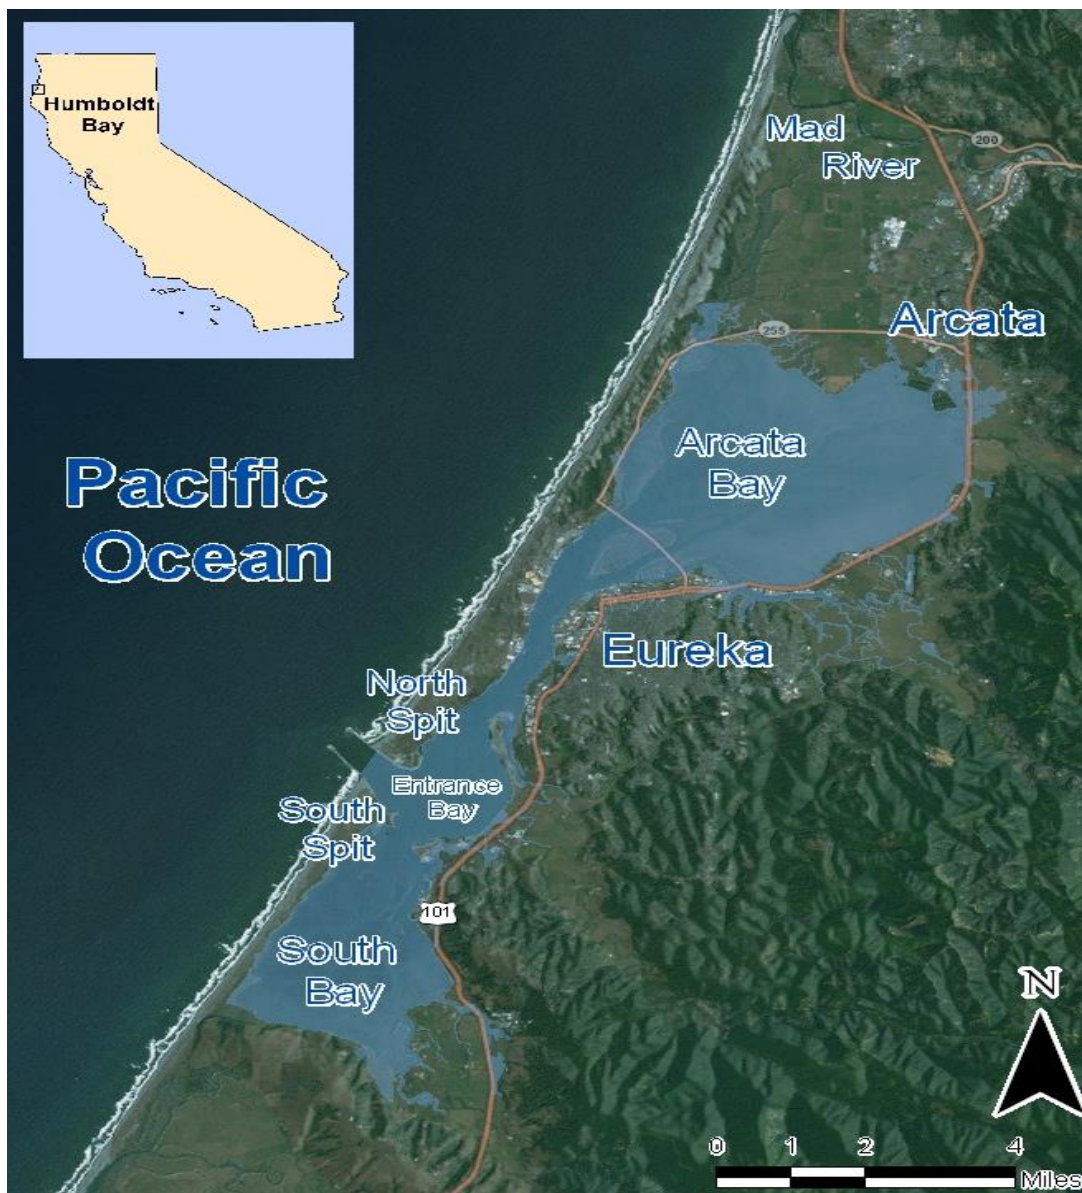 Humboldt
Bay
Mad
River
200
Arcata
255
Arcata
Bay
Pacific
Ocean
Eureka
North
Spit
Entrance
Bay
South
Spit
101
South
Bay
N
0 1 2 4
Miles